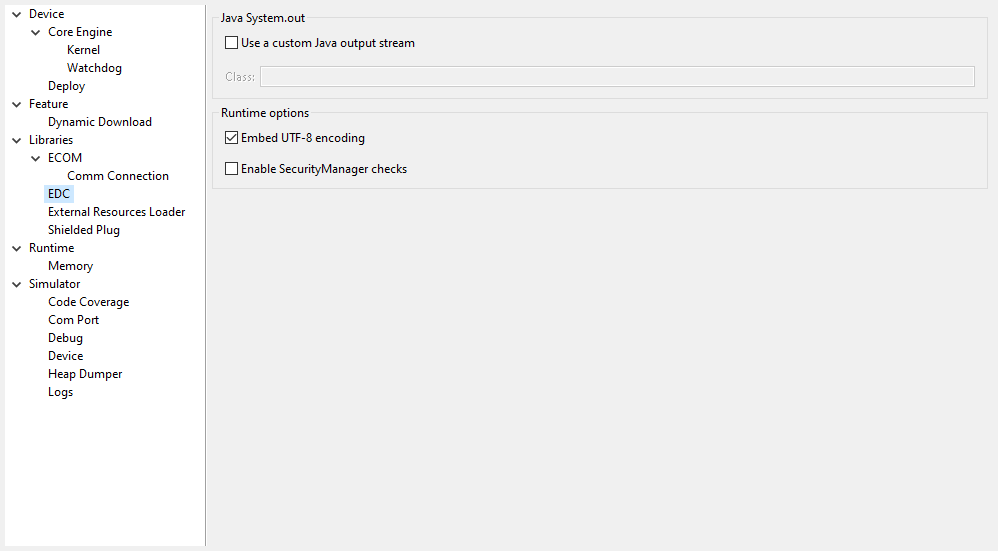 Device
Core Engine
Kernel
Watchdog
Deploy
Feature
Dynamic Download
Libraries
ECOM
Comm Connection
EDC
External Resources Loader
Shielded Plug
Runtime
Memory
Simulator
Code Coverage
Com Port
Debug
Device
Heap Dumper
Logs
Java System.out
Use a custom Java output stream
Class:
Runtime options
Embed UTF-8 encoding
Enable SecurityManager checks